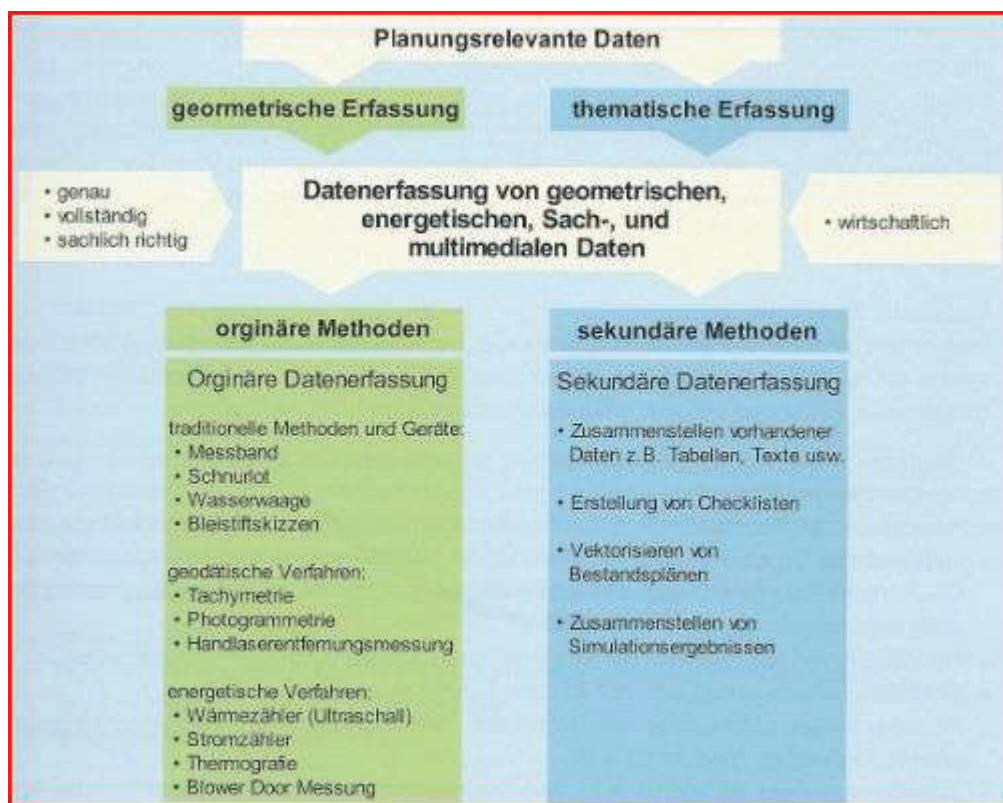 Planungsrelevante Daten
geormetrische Erfassung
thematische Erfassung
• genau
• vollständig
• sachlich richtig
Datenerfassung von geometrischen,
energetischen, Sach-, und
multimedialen Daten
• wirtschaftlich
orginäre Methoden
Orginäre Datenerfassung
traditionelle Methoden und Geräte:
• Messband
• Schnurlot
• Wasserwaage
• Bleistiftskizzen
geodätische Verfahren:
• Tachymetrie
• Photogrammetrie
• Handlaserentfernungsmessung
energetische Verfahren:
• Wärmezähler (Ultraschall)
• Stromzähler
• Thermografie
• Blower Door Messung
sekundäre Methoden
Sekundäre Datenerfassung
• Zusammenstellen vorhandener
Daten z.B. Tabellen, Texte usw.
• Erstellung von Checklisten
• Vektorisieren von
Bestandsplänen
• Zusammenstellen von
Simulationsergebnissen